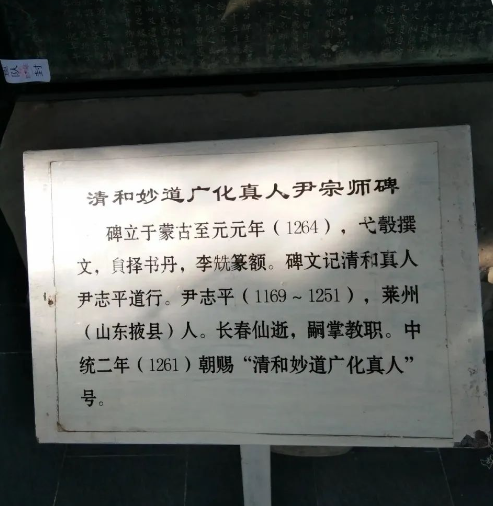 清和妙道广化真人尹宗师碑
碑立于蒙古至元元年（1264），弋彀撰
文，貟择书丹，李㷌篆额。碑文记清和真人
尹志平道行。尹志平（1169～1251），莱州
（山东掖县）人。长春仙逝，嗣掌教职。中
统二年（1261）朝赐“清和妙道广化真人”
号。